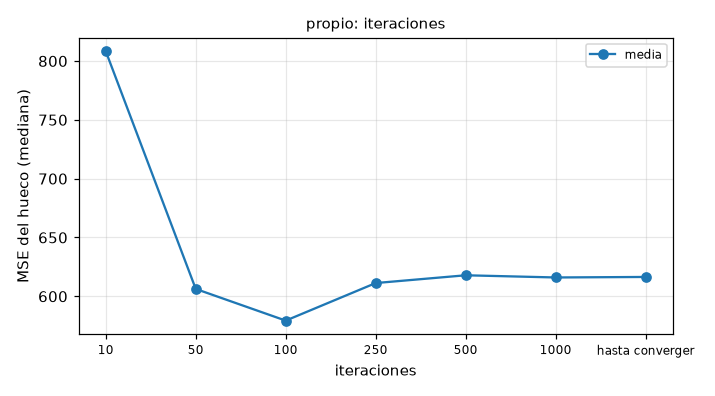 propio: iteraciones
media
MSE del hueco (mediana)
800
750
700
650
600
10 50 100 250 500 1000 hasta converger
iteraciones